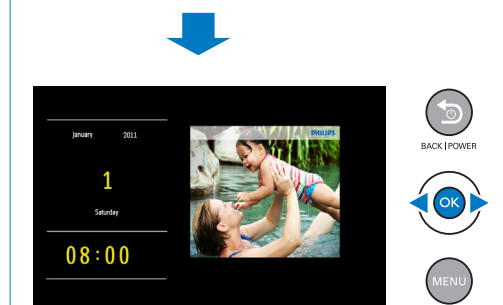 January 2011
PHILIPS
1
Saturday
08:00
BACK | POWER
OK
MENU